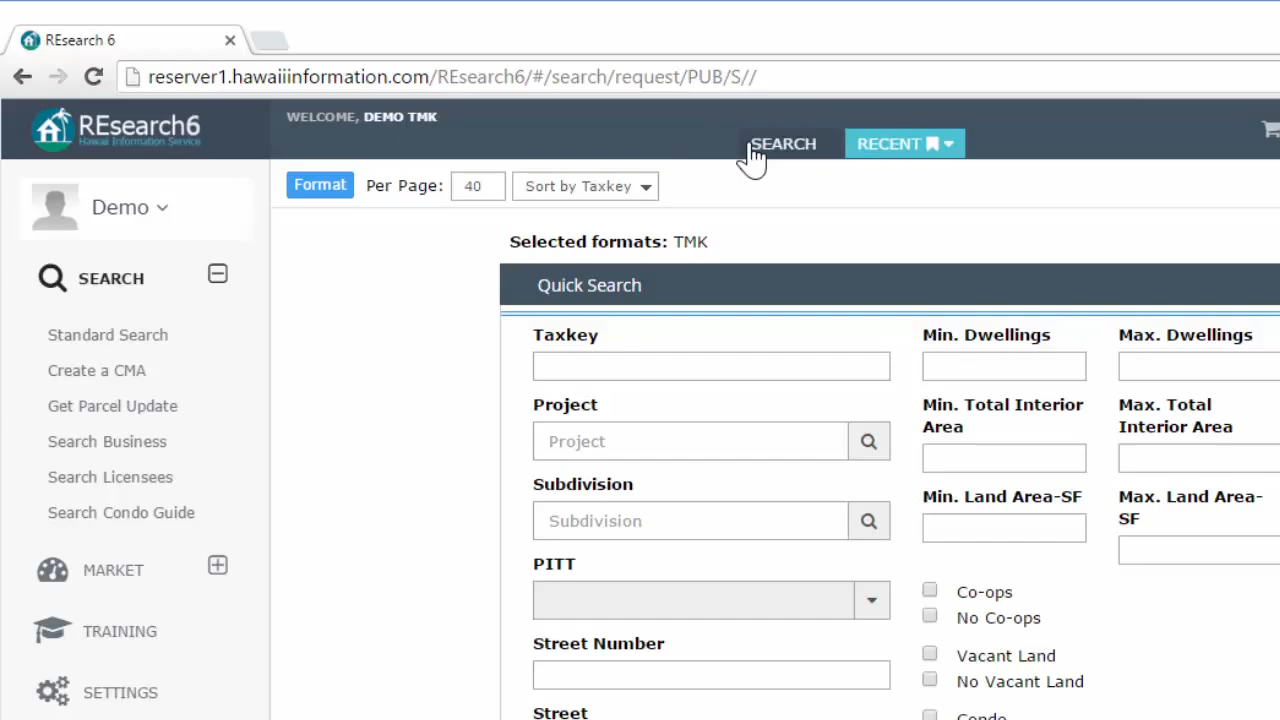 REsearch 6
reserver1.hawaiiinformation.com/REsearch6/#/search/request/PUB/S//
REsearch6
Hawaii Information Service
WELCOME, DEMO TMK
SEARCH
RECENT
Format
Per Page:
40
Sort by Taxkey
Demo
Selected formats: TMK
SEARCH
Standard Search
Create a CMA
Get Parcel Update
Search Business
Search Licensees
Search Condo Guide
MARKET
TRAINING
SETTINGS
Quick Search
Taxkey
Project
Project
Subdivision
Subdivision
PITT
Street Number
Street
Min. Dwellings
Max. Dwellings
Min. Total Interior
Area
Max. Total
Interior Area
Min. Land Area-SF
Max. Land Area-
SF
Co-ops
No Co-ops
Vacant Land
No Vacant Land
Condo